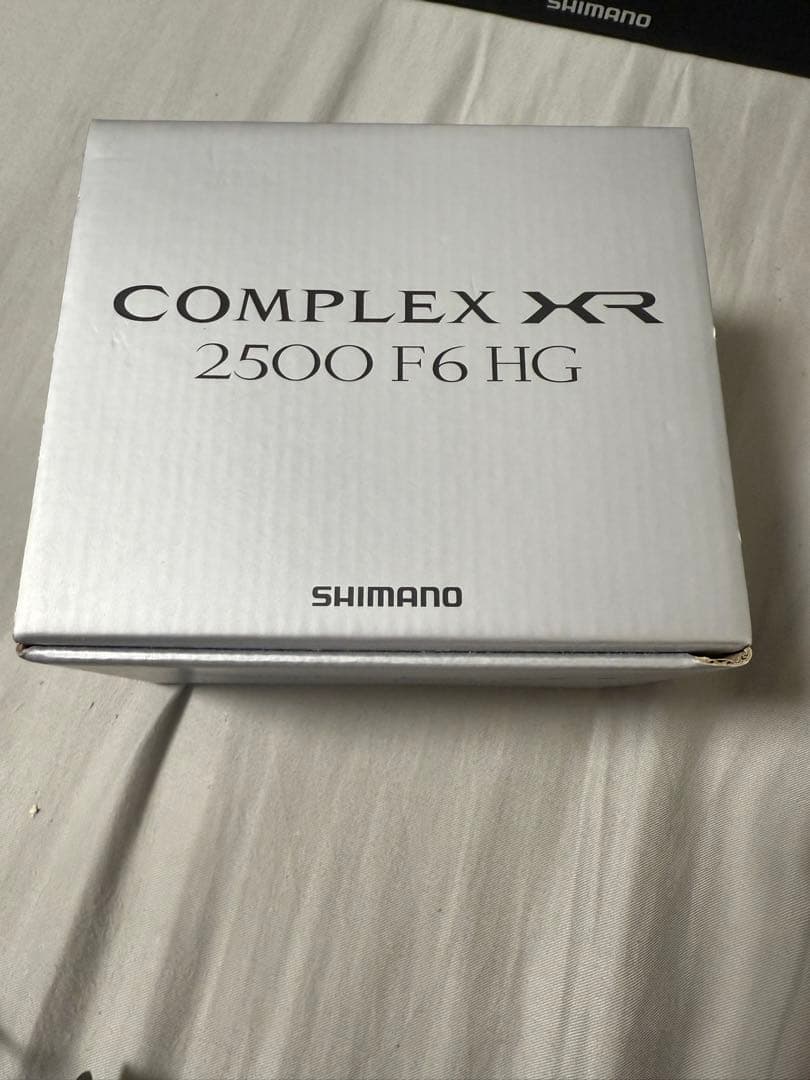 SHIMANO
COMPLEX XR
2500 F6 HG
SHIMANO